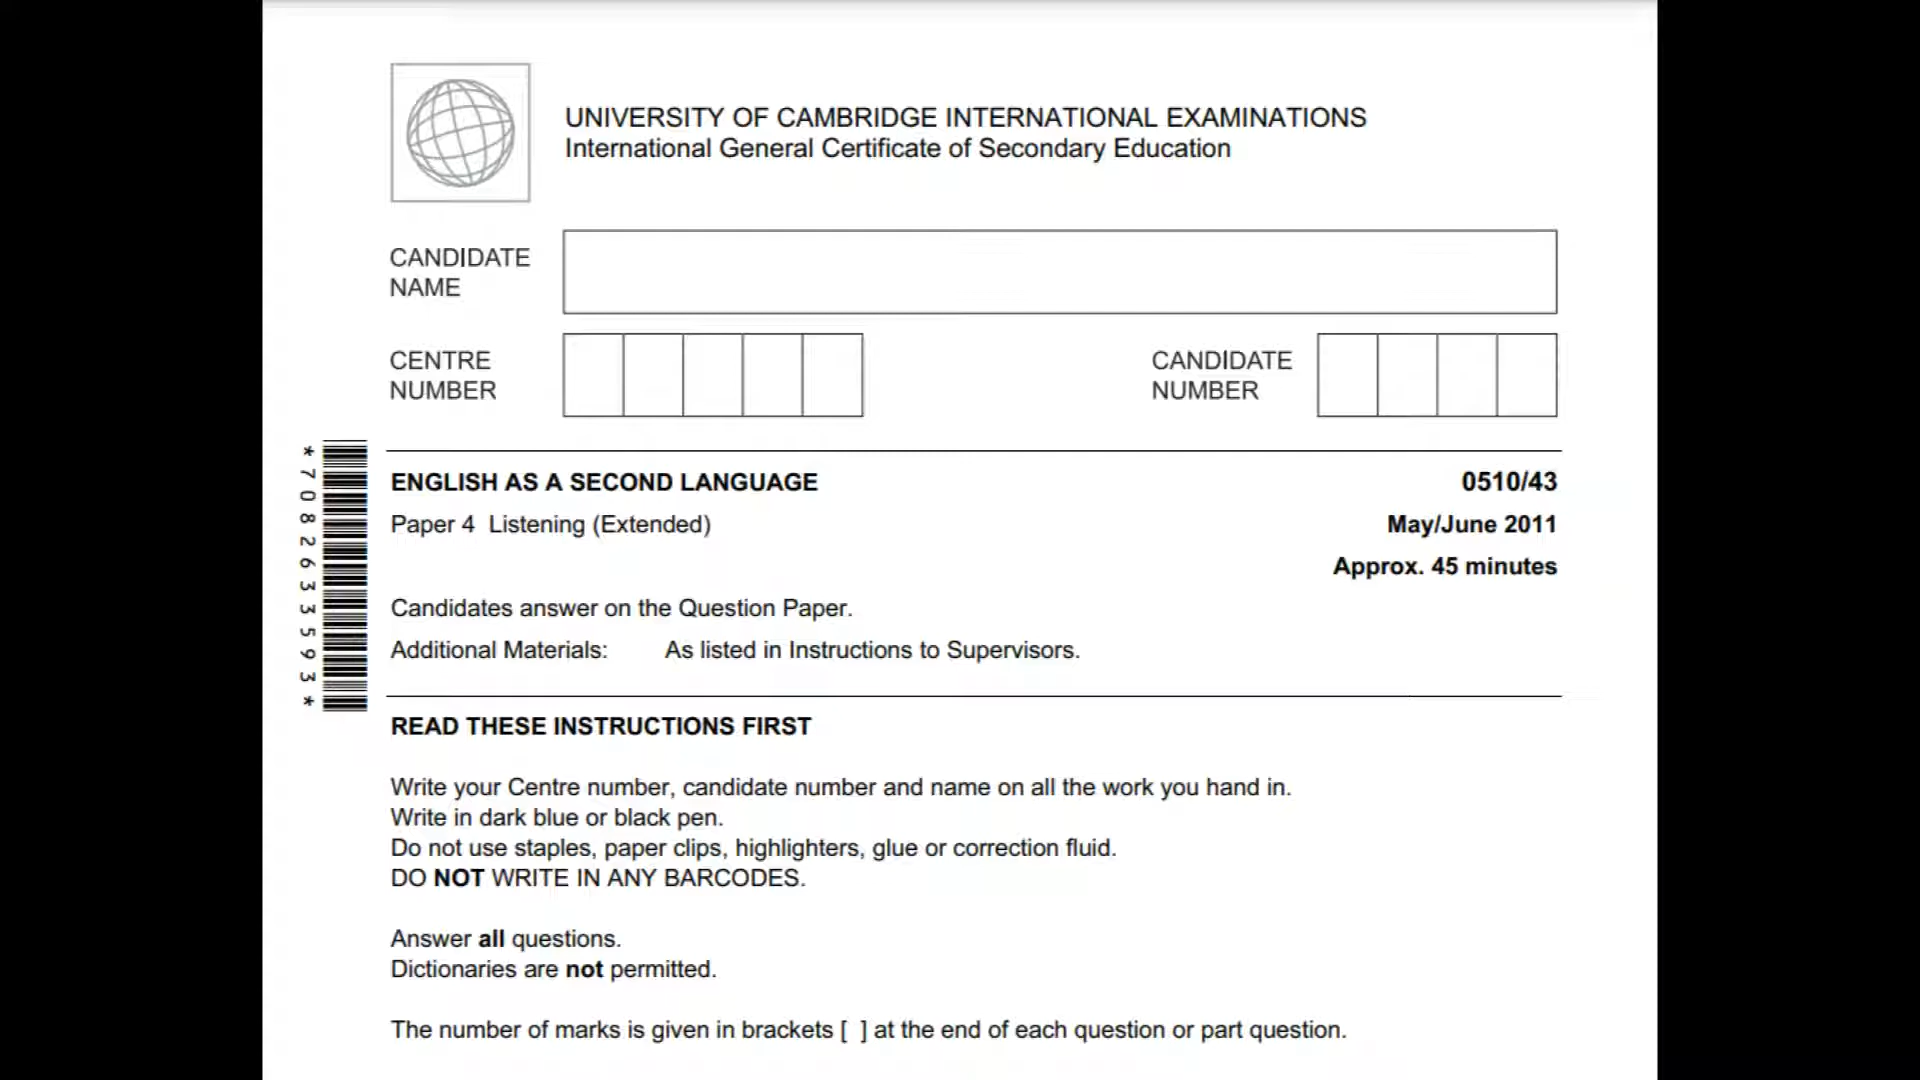 UNIVERSITY OF CAMBRIDGE INTERNATIONAL EXAMINATIONS
International General Certificate of Secondary Education
CANDIDATE
NAME
CENTRE
NUMBER
CANDIDATE
NUMBER
*7082633593*
ENGLISH AS A SECOND LANGUAGE 0510/43
Paper 4 Listening (Extended) May/June 2011
Approx. 45 minutes
Candidates answer on the Question Paper.
Additional Materials: As listed in Instructions to Supervisors.
READ THESE INSTRUCTIONS FIRST
Write your Centre number, candidate number and name on all the work you hand in.
Write in dark blue or black pen.
Do not use staples, paper clips, highlighters, glue or correction fluid.
DO NOT WRITE IN ANY BARCODES.
Answer all questions.
Dictionaries are not permitted.
The number of marks is given in brackets [ ] at the end of each question or part question.